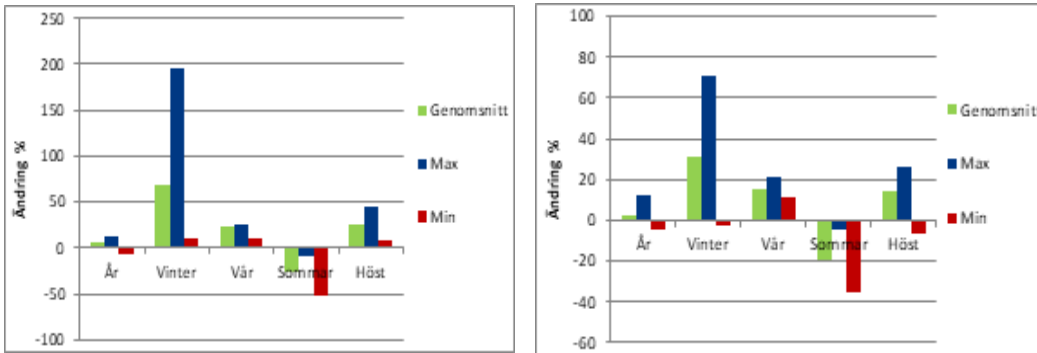 250
200
150
100
50
0
-50
-100
Ändring %
År
Vinter
Vår
Sommar
Höst
Genomsnitt
Max
Min
100
80
60
40
20
0
-20
-40
-60
Ändring %
År
Vinter
Vår
Sommar
Höst
Genomsnitt
Max
Min